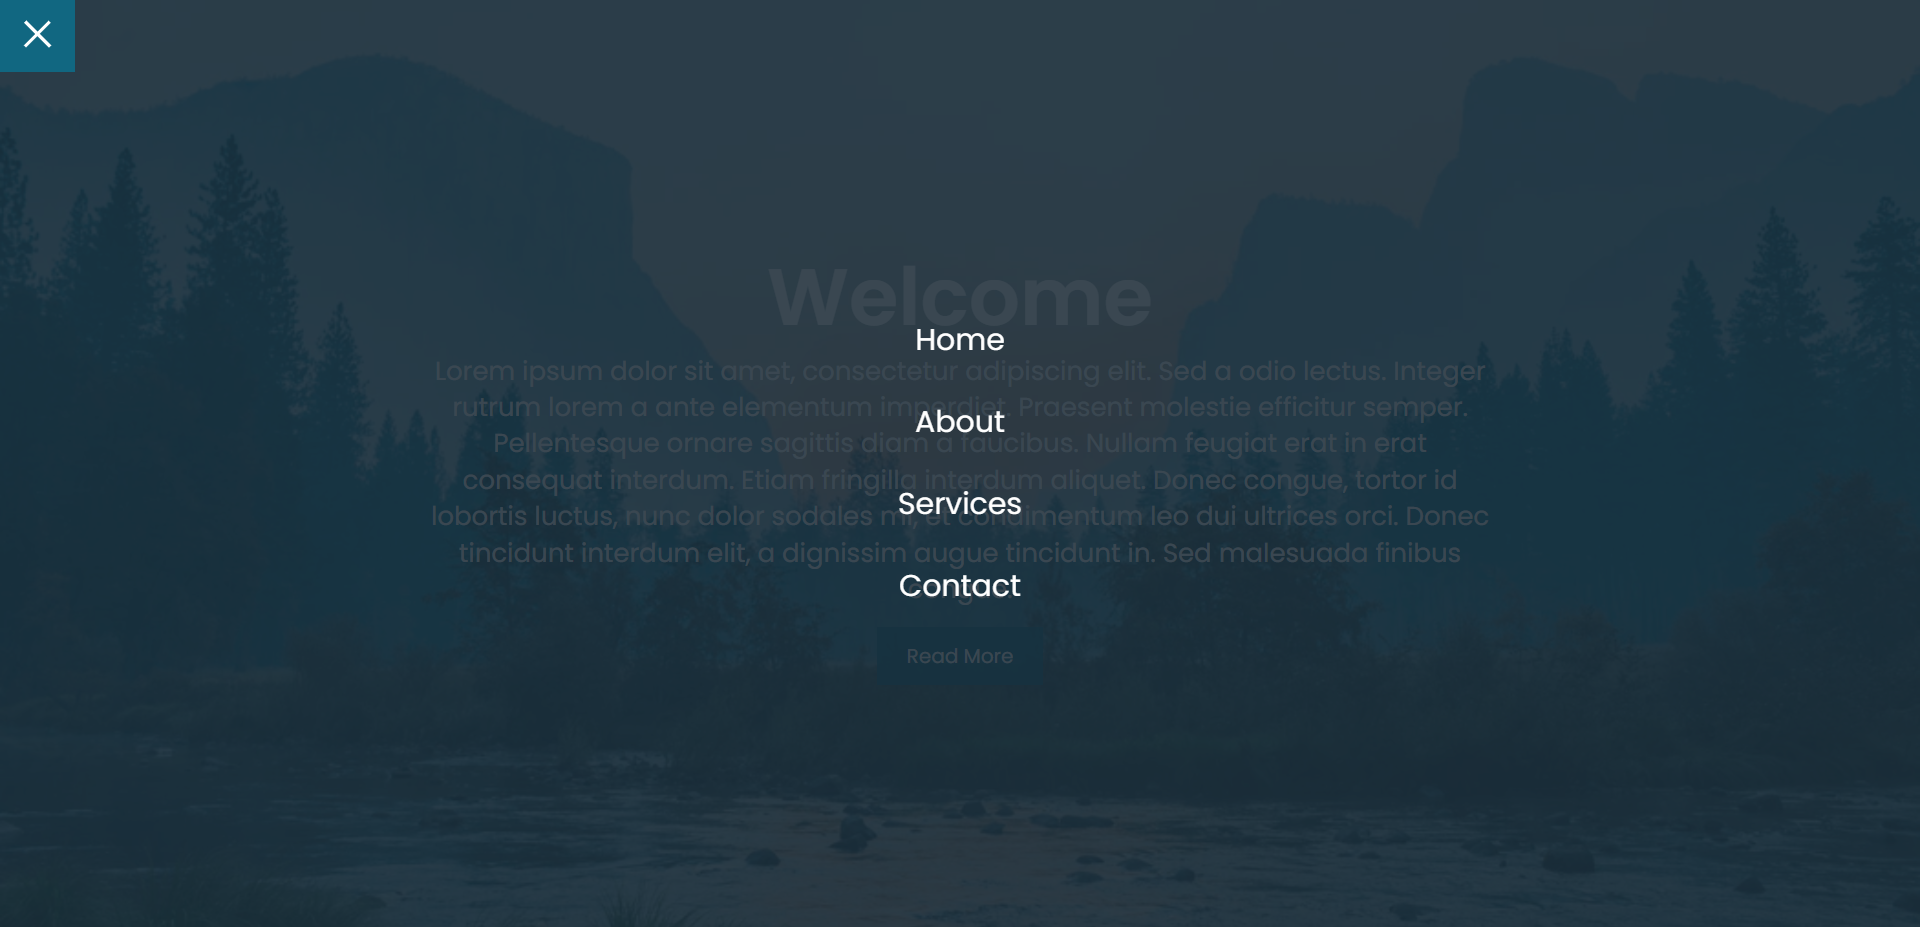 Welcome
Home
Lorem ipsum dolor sit amet, consectetur adipiscing elit. Sed a odio lectus. Integer
rutrum lorem a ante elementum imperdiet. Praesent molestie efficitur semper.
About
Pellentesque ornare sagittis diam a faucibus. Nullam feugiat erat in erat
consequat interdum. Etiam fringilla interdum aliquet. Donec congue, tortor id
Services
lobortis luctus, nunc dolor sodales mi, et condimentum leo dui ultrices orci. Donec
tincidunt interdum elit, a dignissim augue tincidunt in. Sed malesuada finibus
Contact
Read More